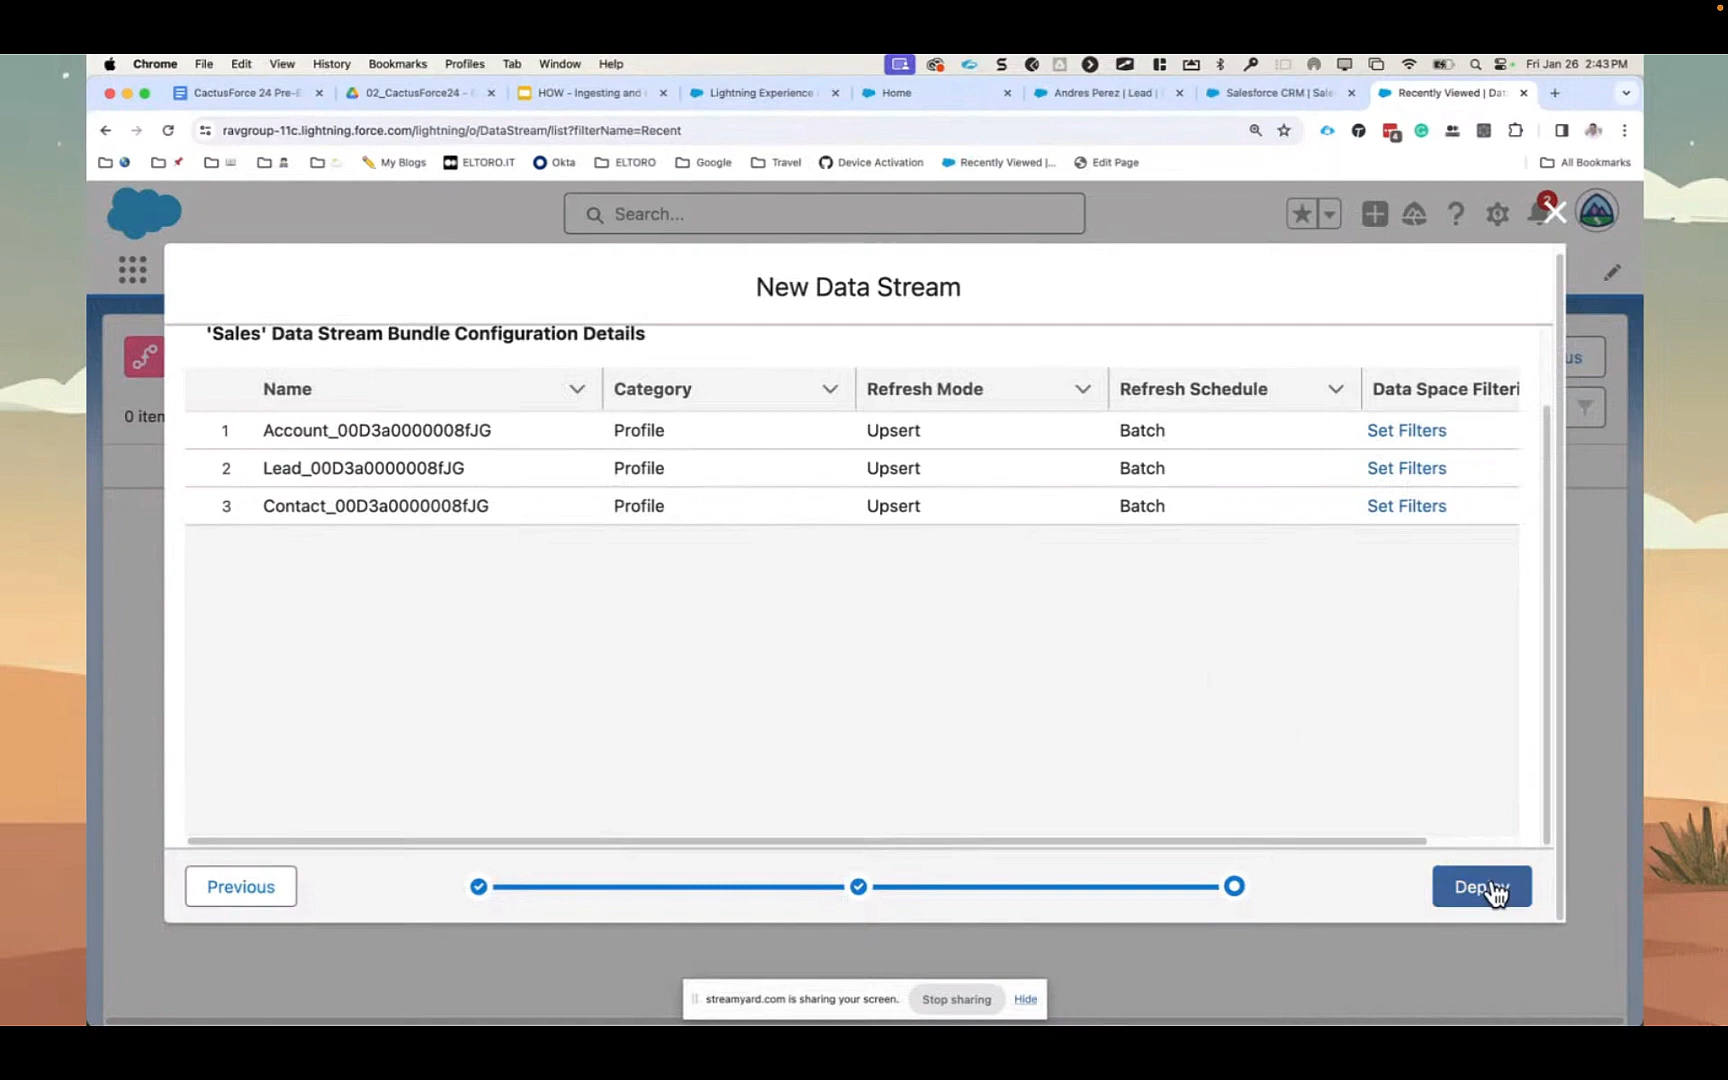 Chrome File Edit View History Bookmarks Profiles Tab Window Help Fri Jan 26 2:43 PM
CactusForce 24 Pre-E 02_CactusForce24 - HOW - Ingesting and Lightning Experience Home Andres Perez | Lead | Salesforce CRM | Sale Recently Viewed | Dat
ravgroup-11c.lightning.force.com/lightning/o/DataStream/list?filterName=Recent
4
My Blogs ELTORO.IT Okta ELTORO Google Travel Device Activation Recently Viewed |... Edit Page All Bookmarks
Search...
2
New Data Stream
'Sales' Data Stream Bundle Configuration Details
us
Name Category Refresh Mode Refresh Schedule Data Space Filteri
0 iten
1 Account_00D3a0000008fJG Profile Upsert Batch Set Filters
2 Lead_00D3a0000008fJG Profile Upsert Batch Set Filters
3 Contact_00D3a0000008fJG Profile Upsert Batch Set Filters
Previous Deploy
streamyard.com is sharing your screen. Stop sharing Hide